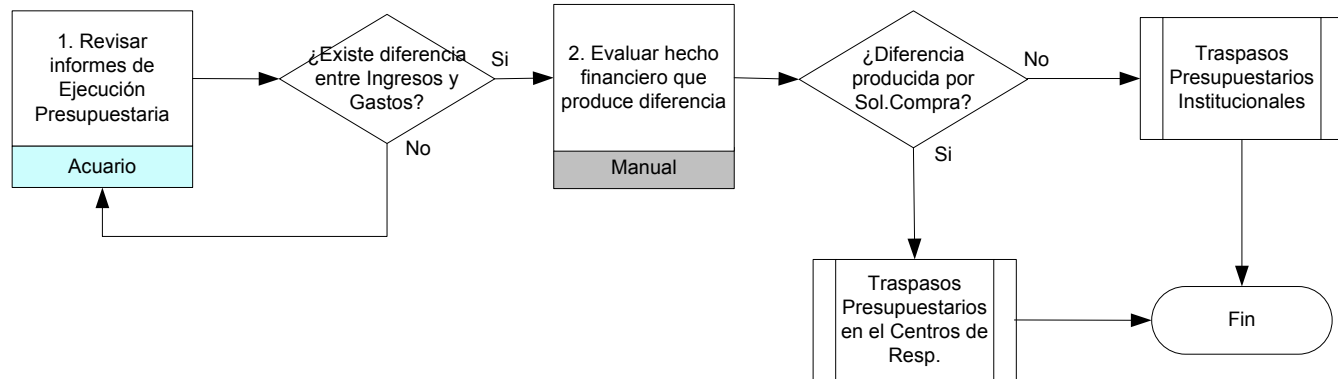 1. Revisar
informes de
Ejecución
Presupuestaria
Acuario
¿Existe diferencia
entre Ingresos y
Gastos?
Si
No
2. Evaluar hecho
financiero que
produce diferencia
Manual
¿Diferencia
producida por
Sol.Compra?
No
Si
Traspasos
Presupuestarios
Institucionales
Traspasos
Presupuestarios
en el Centros de
Resp.
Fin